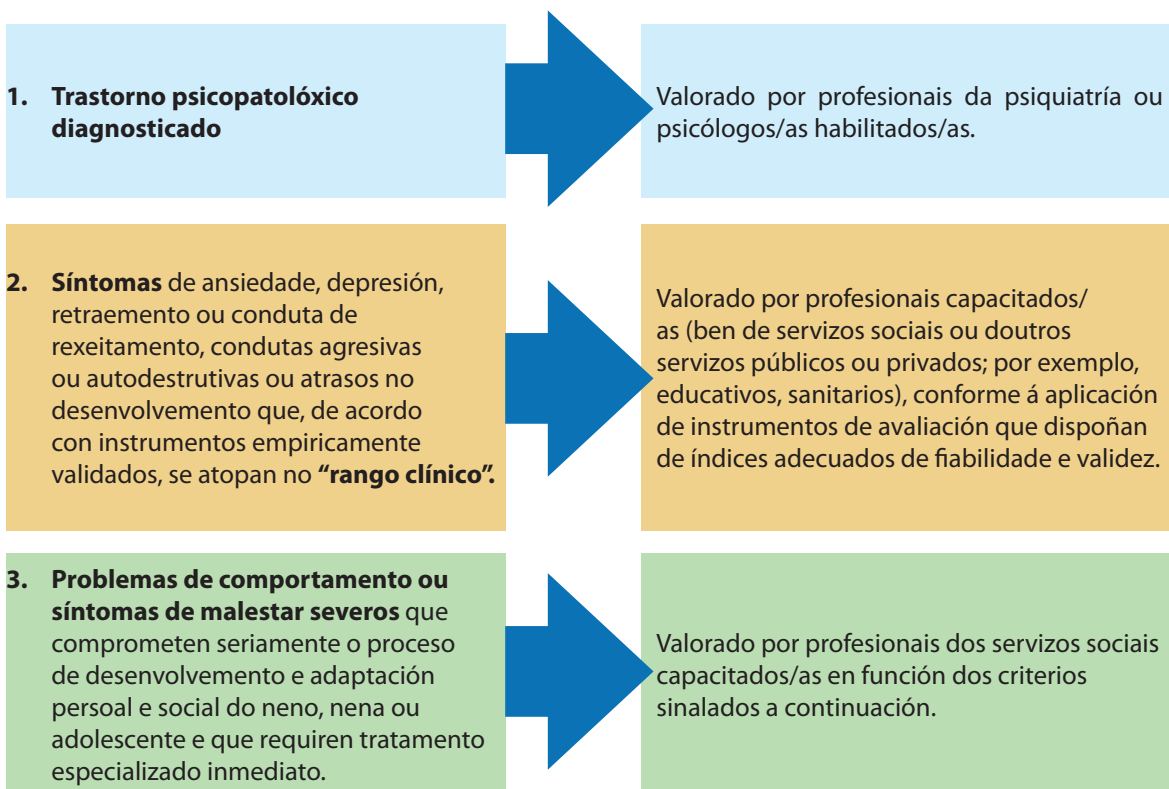 1. Trastorno psicopatolóxico
diagnosticado
Valorado por profesionais da psiquiatría ou
psicólogos/as habilitados/as.
2. Síntomas de ansiedade, depresión,
retraemento ou conduta de
rexeitamento, condutas agresivas
ou autodestrutivas ou atrasos no
desenvolvemento que, de acordo
con instrumentos empiricamente
validados, se atopan no “rango clínico”.
Valorado por profesionais capacitados/
as (ben de servizos sociais ou doutros
servizos públicos ou privados; por exemplo,
educativos, sanitarios), conforme á aplicación
de instrumentos de avaliación que dispoñan
de índices adecuados de fiabilidade e validez.
3. Problemas de comportamento ou
síntomas de malestar severos que
comprometen seriamente o proceso
de desenvolvemento e adaptación
persoal e social do neno, nena ou
adolescente e que requiren tratamento
especializado inmediato.
Valorado por profesionais dos servizos sociais
capacitados/as en función dos criterios
sinalados a continuación.